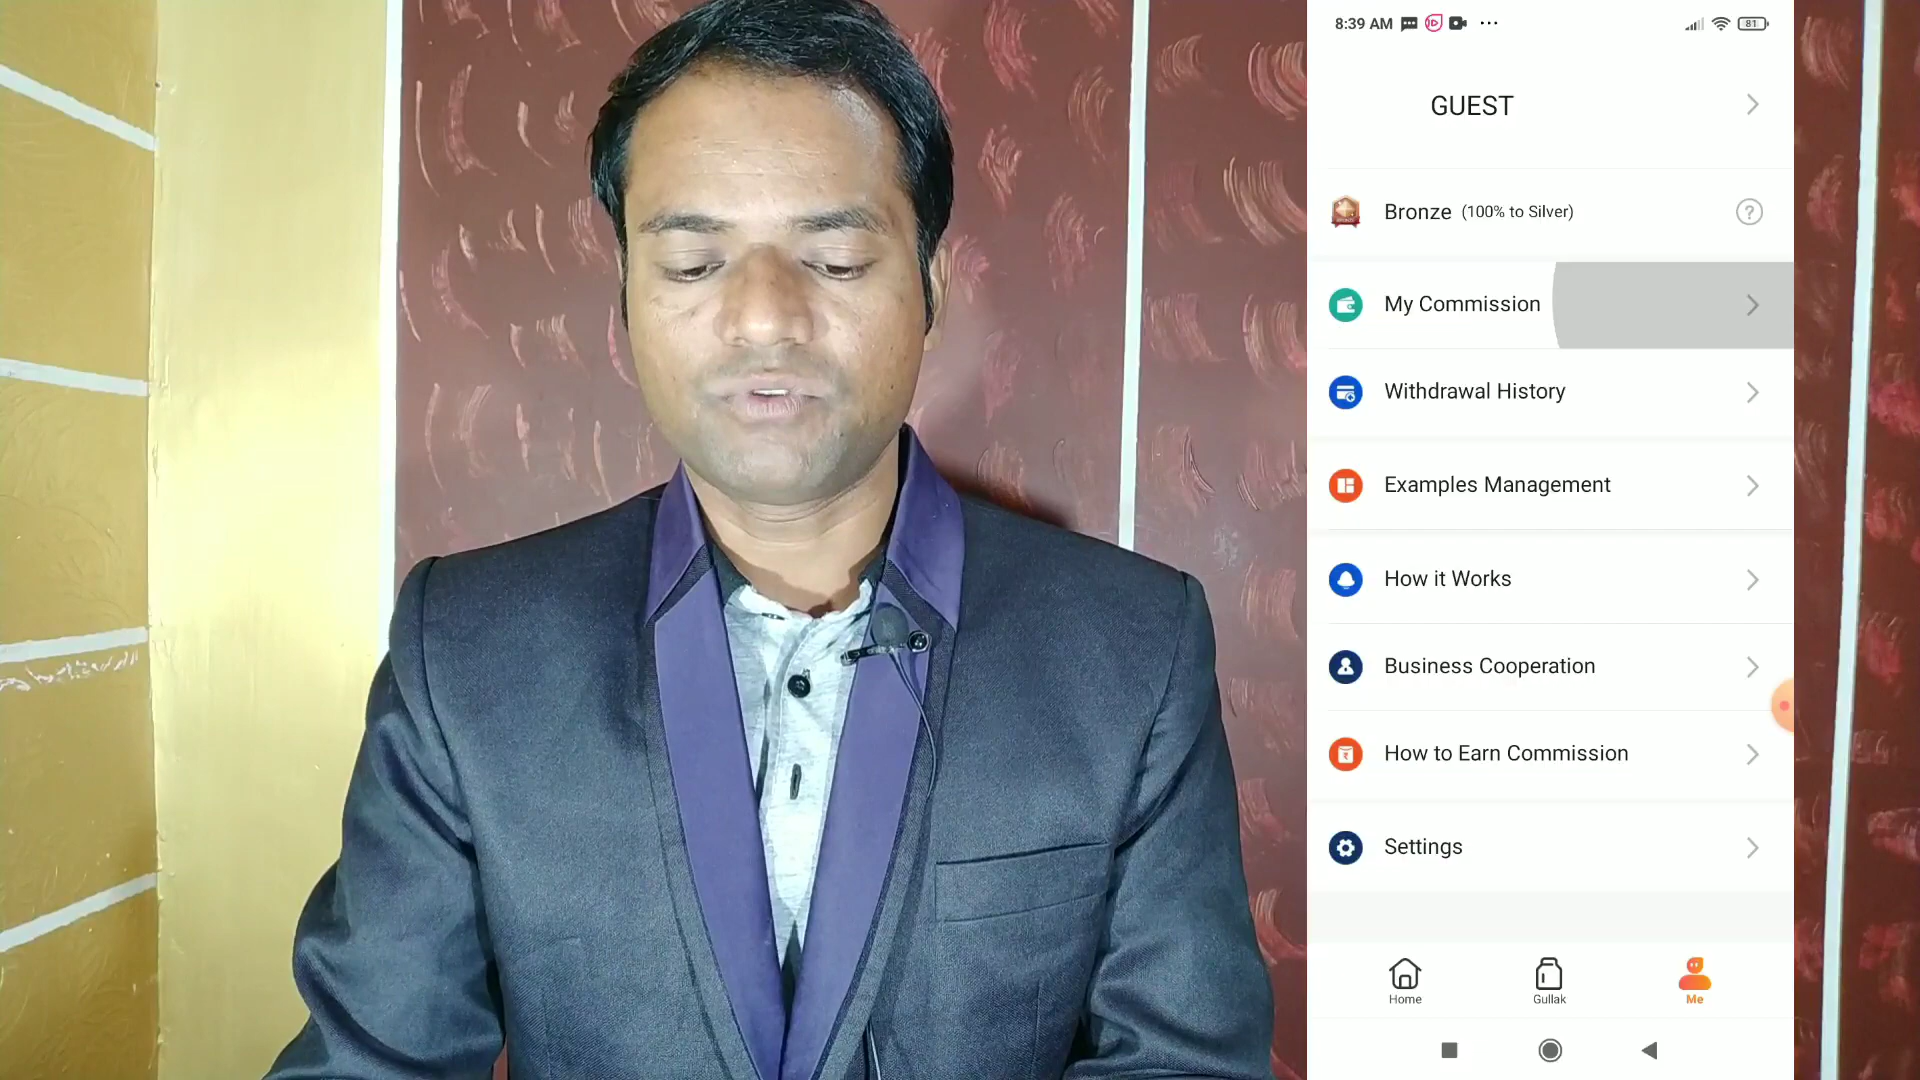 8:39 AM
81
GUEST
Bronze (100% to Silver)
My Commission
Withdrawal History
Examples Management
How it Works
Business Cooperation
How to Earn Commission
Settings
Home
Gullak
Me